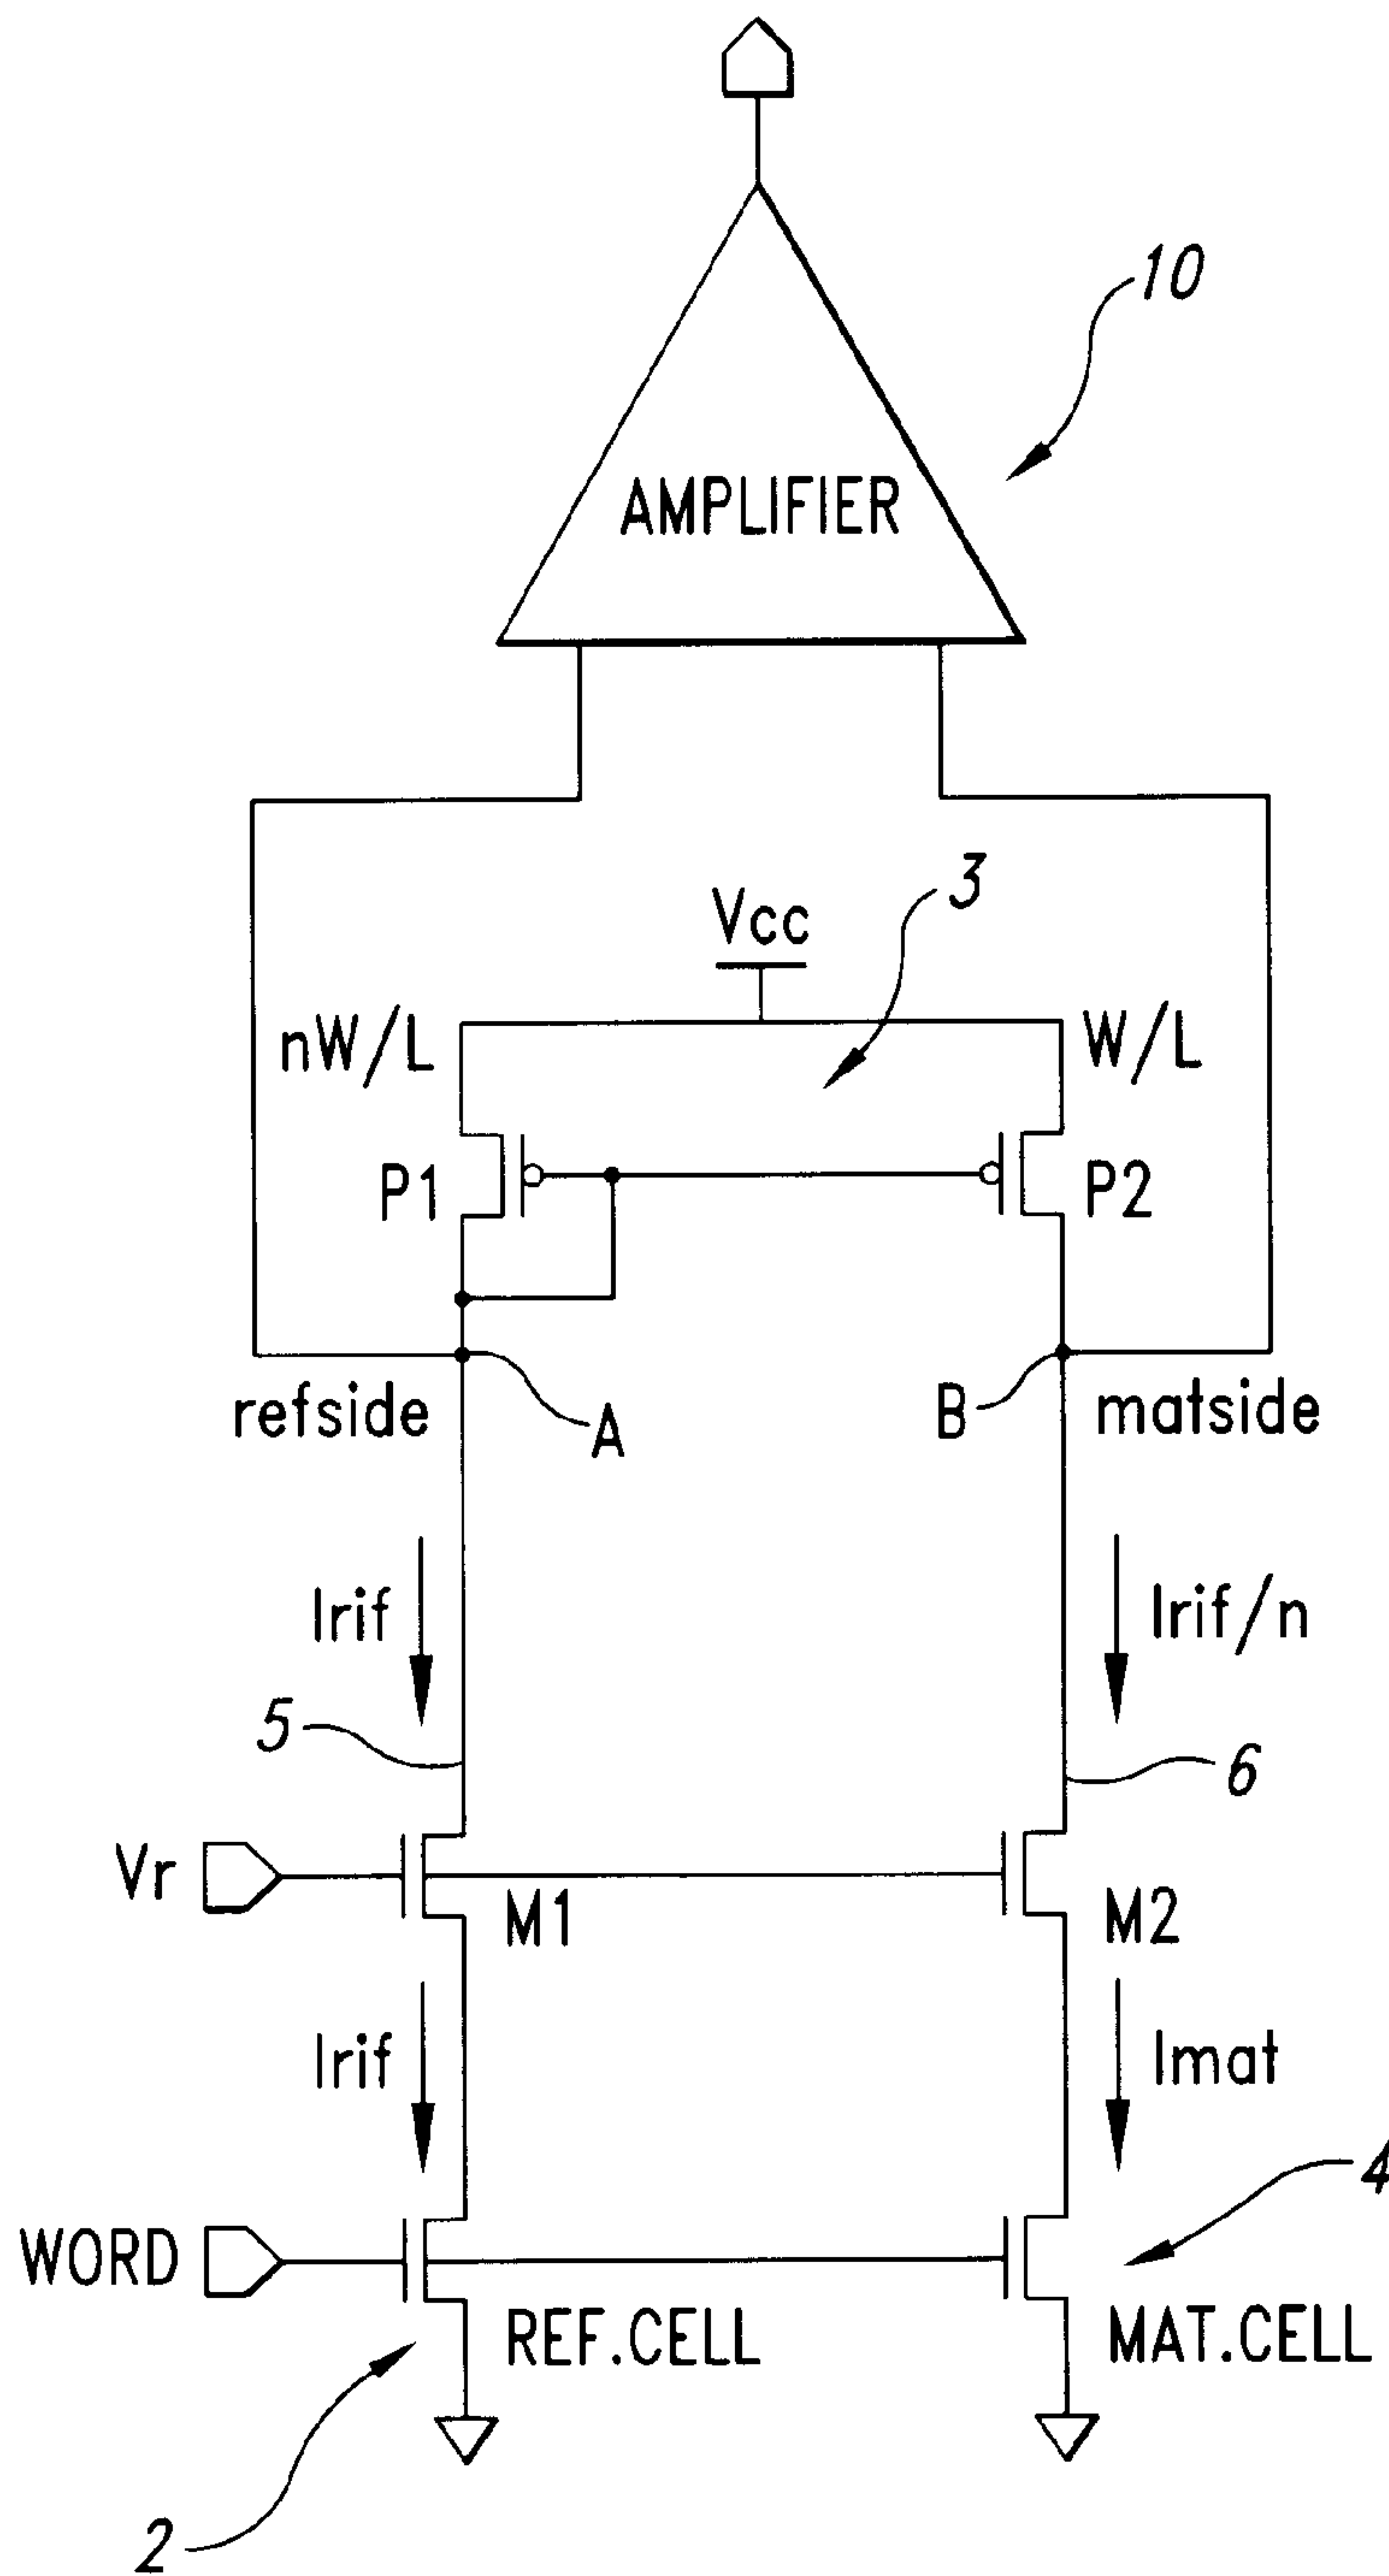 10
AMPLIFIER
3
Vcc
nW/L
W/L
P1
P2
refside
A
B
matside
Irif
Irif/n
5
6
Vr
M1
M2
Irif
Imat
4
WORD
REF.CELL
MAT.CELL
2